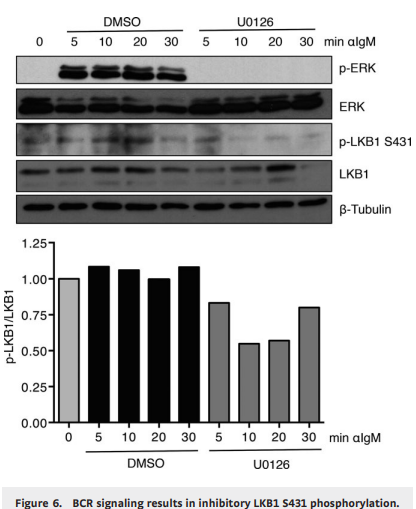 DMSO U0126
0 5 10 20 30 5 10 20 30 min αIgM
p-ERK
ERK
p-LKB1 S431
LKB1
β-Tubulin
p-LKB1/LKB1
1.25
1.00
0.75
0.50
0.25
0.00
0 5 10 20 30 5 10 20 30 min αIgM
DMSO U0126
Figure 6. BCR signaling results in inhibitory LKB1 S431 phosphorylation.